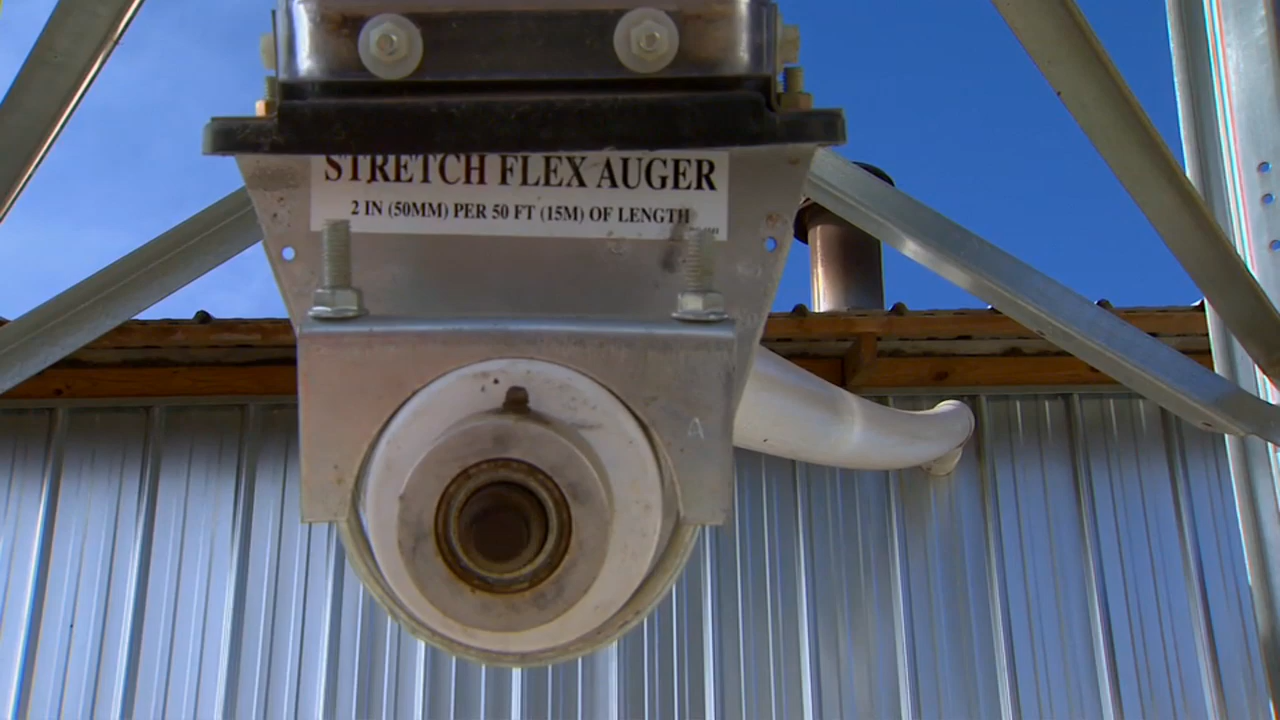 STRETCH FLEX AUGER
2 IN (50MM) PER 50 FT (15M) OF LENGTH